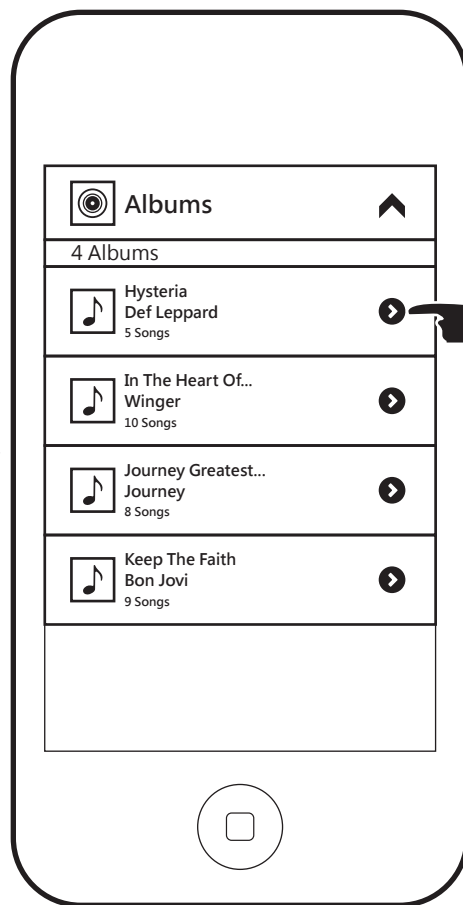 Albums
4 Albums
Hysteria
Def Leppard
5 Songs
In The Heart Of...
Winger
10 Songs
Journey Greatest...
Journey
8 Songs
Keep The Faith
Bon Jovi
9 Songs